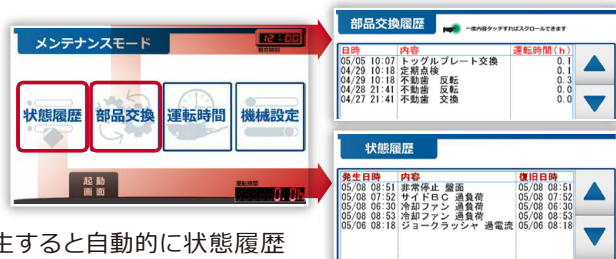 メンテナンスモード
12:00
状態履歴
部品交換
運転時間
機械設定
起動
画面
運転時間
0.0h
部品交換履歴
一度内容タッチすればスクロールできます
日時 内容 運転時間(h)
05/05 10:07 トッグルプレート交換 0.1
04/29 10:18 定期点検 0.1
04/29 10:18 不動歯 反転 0.3
04/28 21:41 不動歯 反転 0.0
04/27 21:41 不動歯 交換 0.0
状態履歴
発生日時 内容 復旧日時
05/08 08:51 非常停止 盤面 05/08 08:51
05/08 07:52 サイドBC 過負荷 05/08 07:52
05/08 06:30 冷却ファン 過負荷 05/08 06:30
05/08 08:53 冷却ファン 過負荷 05/08 08:53
05/06 08:18 ジョークラッシャ 過電流 05/06 08:18
生すると自動的に状態履歴